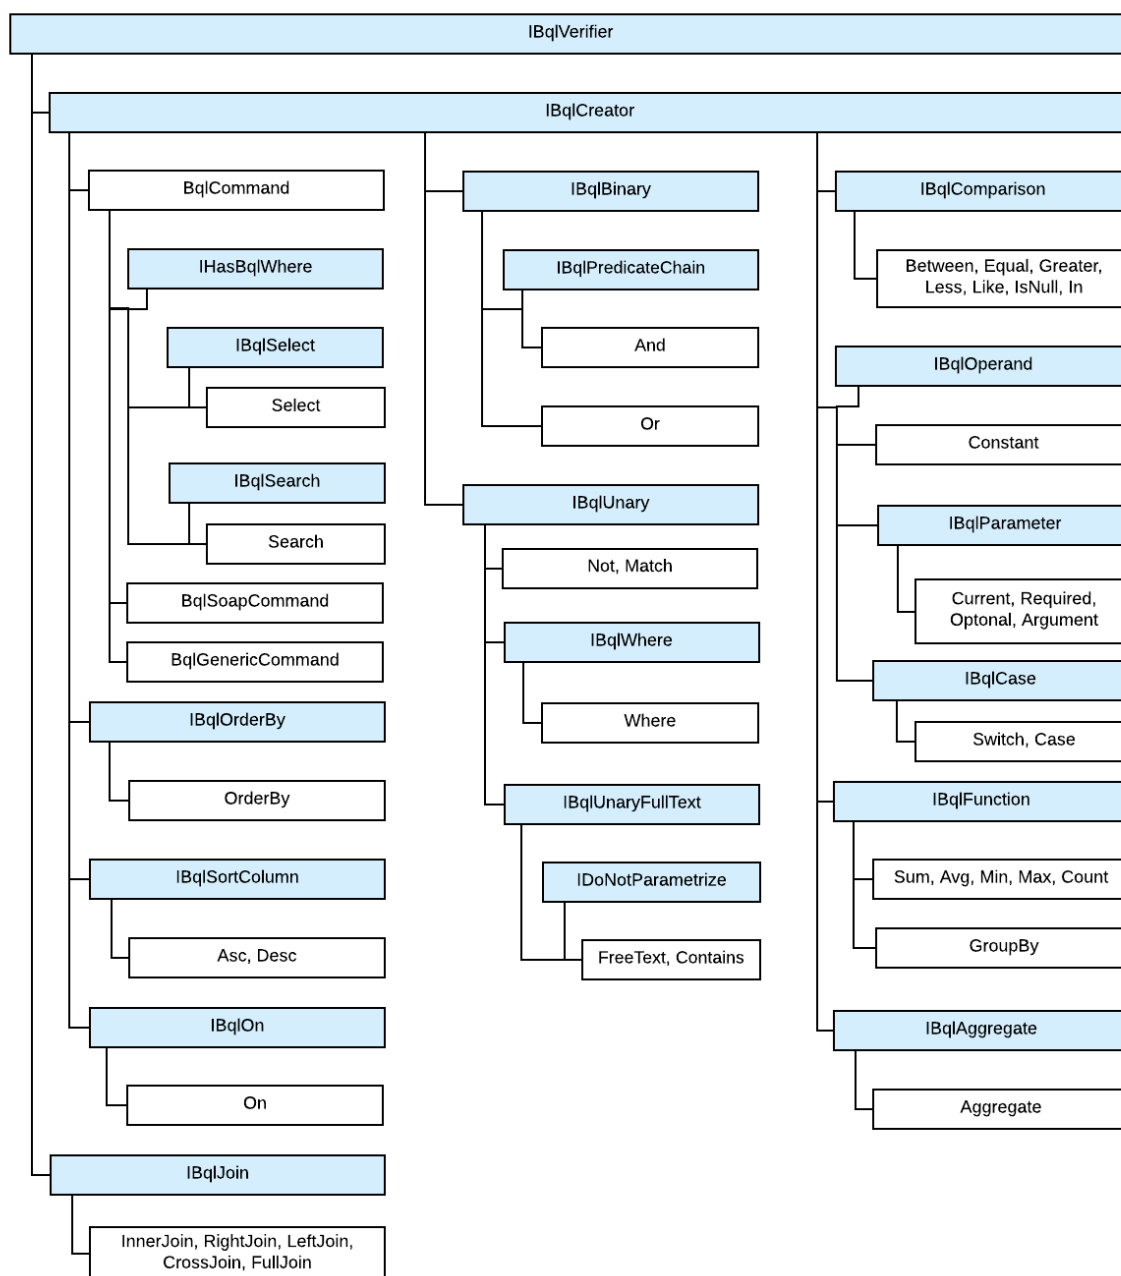 IBqlVerifier
IBqlCreator
BqlCommand
IHasBqlWhere
IBqlSelect
Select
IBqlSearch
Search
BqlSoapCommand
BqlGenericCommand
IBqlOrderBy
OrderBy
IBqlSortColumn
Asc, Desc
IBqlOn
On
IBqlJoin
InnerJoin, RightJoin, LeftJoin,
CrossJoin, FullJoin
IBqlBinary
IBqlPredicateChain
And
Or
IBqlUnary
Not, Match
IBqlWhere
Where
IBqlUnaryFullText
IDoNotParametrize
FreeText, Contains
IBqlComparison
Between, Equal, Greater,
Less, Like, IsNull, In
IBqlOperand
Constant
IBqlParameter
Current, Required,
Optonal, Argument
IBqlCase
Switch, Case
IBqlFunction
Sum, Avg, Min, Max, Count
GroupBy
IBqlAggregate
Aggregate